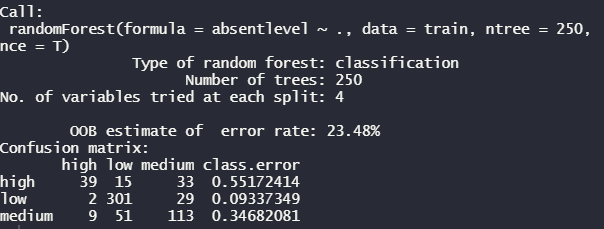 Call:
randomForest(formula = absentlevel ~ ., data = train, ntree = 250,
nce = T)
Type of random forest: classification
Number of trees: 250
No. of variables tried at each split: 4
OOB estimate of  error rate: 23.48%
Confusion matrix:
high low medium class.error
high 39 15 33 0.55172414
low 2 301 29 0.09337349
medium 9 51 113 0.34682081